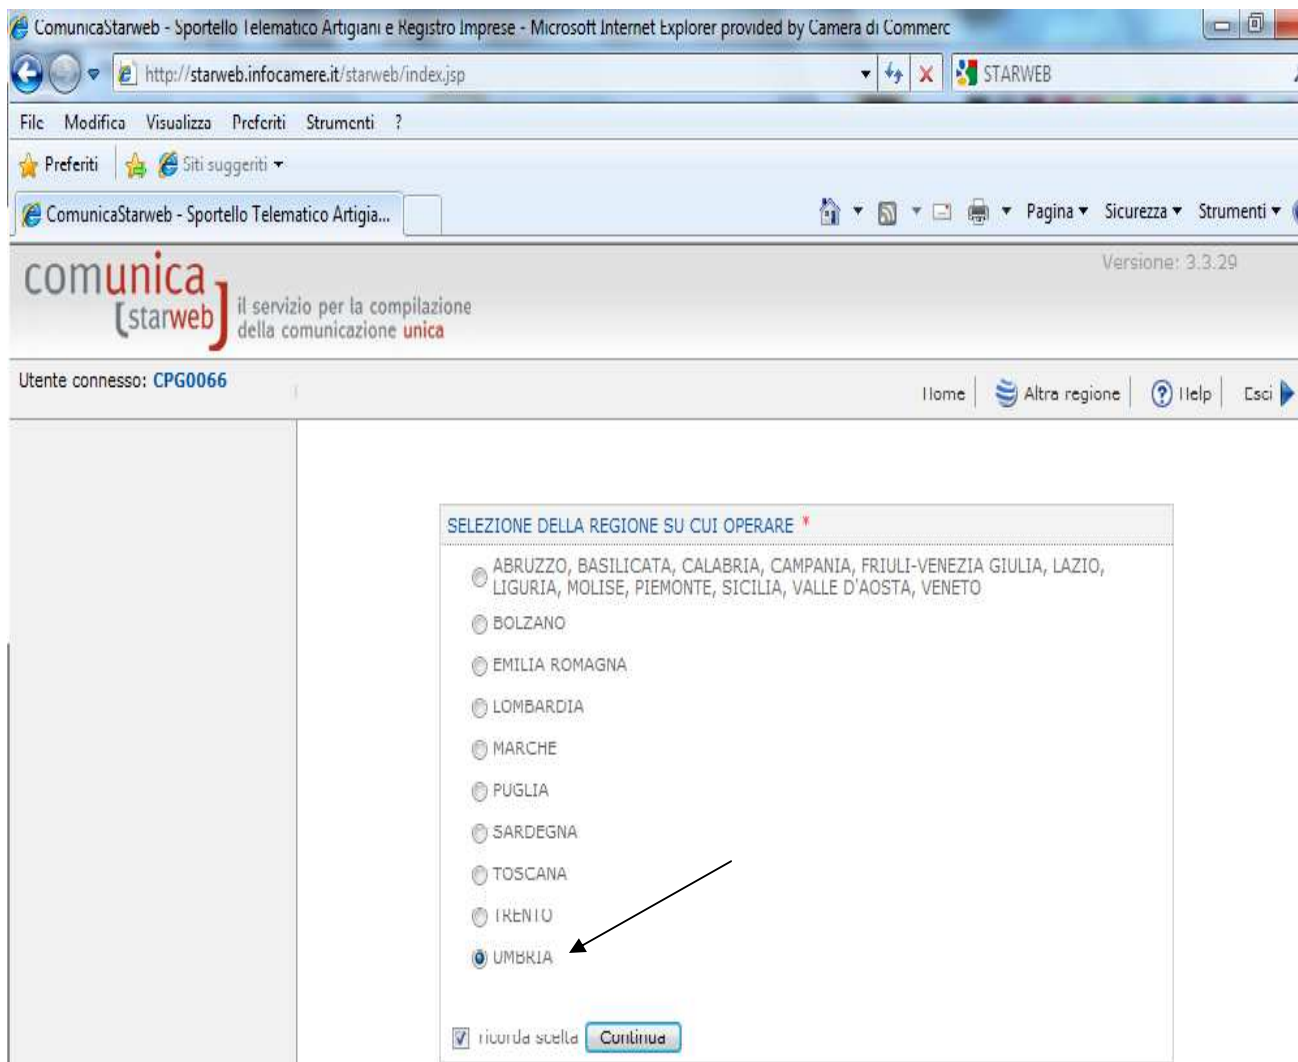 ComunicaStarweb - Sportello Telematico Artigiani e Registro Imprese - Microsoft Internet Explorer provided by Camera di Commerc
http://starweb.infocamere.it/starweb/index.jsp
STARWEB
File Modifica Visualizza Preferiti Strumenti ?
Preferiti Siti suggeriti
ComunicaStarweb - Sportello Telematico Artigia...
Pagina Sicurezza Strumenti
Versione: 3.3.29
comunica
[starweb]
il servizio per la compilazione
della comunicazione unica
Utente connesso: CPG0066
Home Altra regione Help Esci
SELEZIONE DELLA REGIONE SU CUI OPERARE *
ABRUZZO, BASILICATA, CALABRIA, CAMPANIA, FRIULI-VENEZIA GIULIA, LAZIO,
LIGURIA, MOLISE, PIEMONTE, SICILIA, VALLE D'AOSTA, VENETO
BOLZANO
EMILIA ROMAGNA
LOMBARDIA
MARCHE
PUGLIA
SARDEGNA
TOSCANA
TRENTO
UMBRIA
ricorda scelta Continua